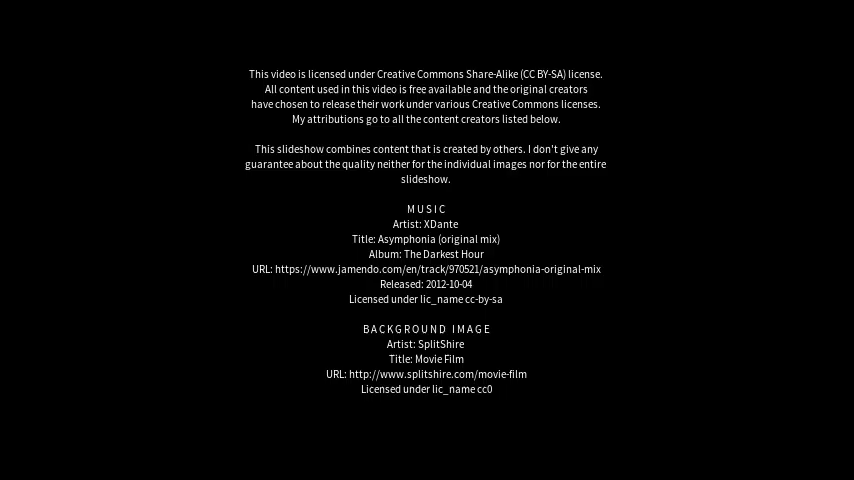 This video is licensed under Creative Commons Share-Alike (CC BY-SA) license.
All content used in this video is free available and the original creators
have chosen to release their work under various Creative Commons licenses.
My attributions go to all the content creators listed below.
This slideshow combines content that is created by others. I don't give any
guarantee about the quality neither for the individual images nor for the entire
slideshow.
MUSIC
Artist: XDante
Title: Asymphonia (original mix)
Album: The Darkest Hour
URL: https://www.jamendo.com/en/track/970521/asymphonia-original-mix
Released: 2012-10-04
Licensed under lic_name cc-by-sa
BACKGROUND IMAGE
Artist: SplitShire
Title: Movie Film
URL: http://www.splitshire.com/movie-film
Licensed under lic_name cc0